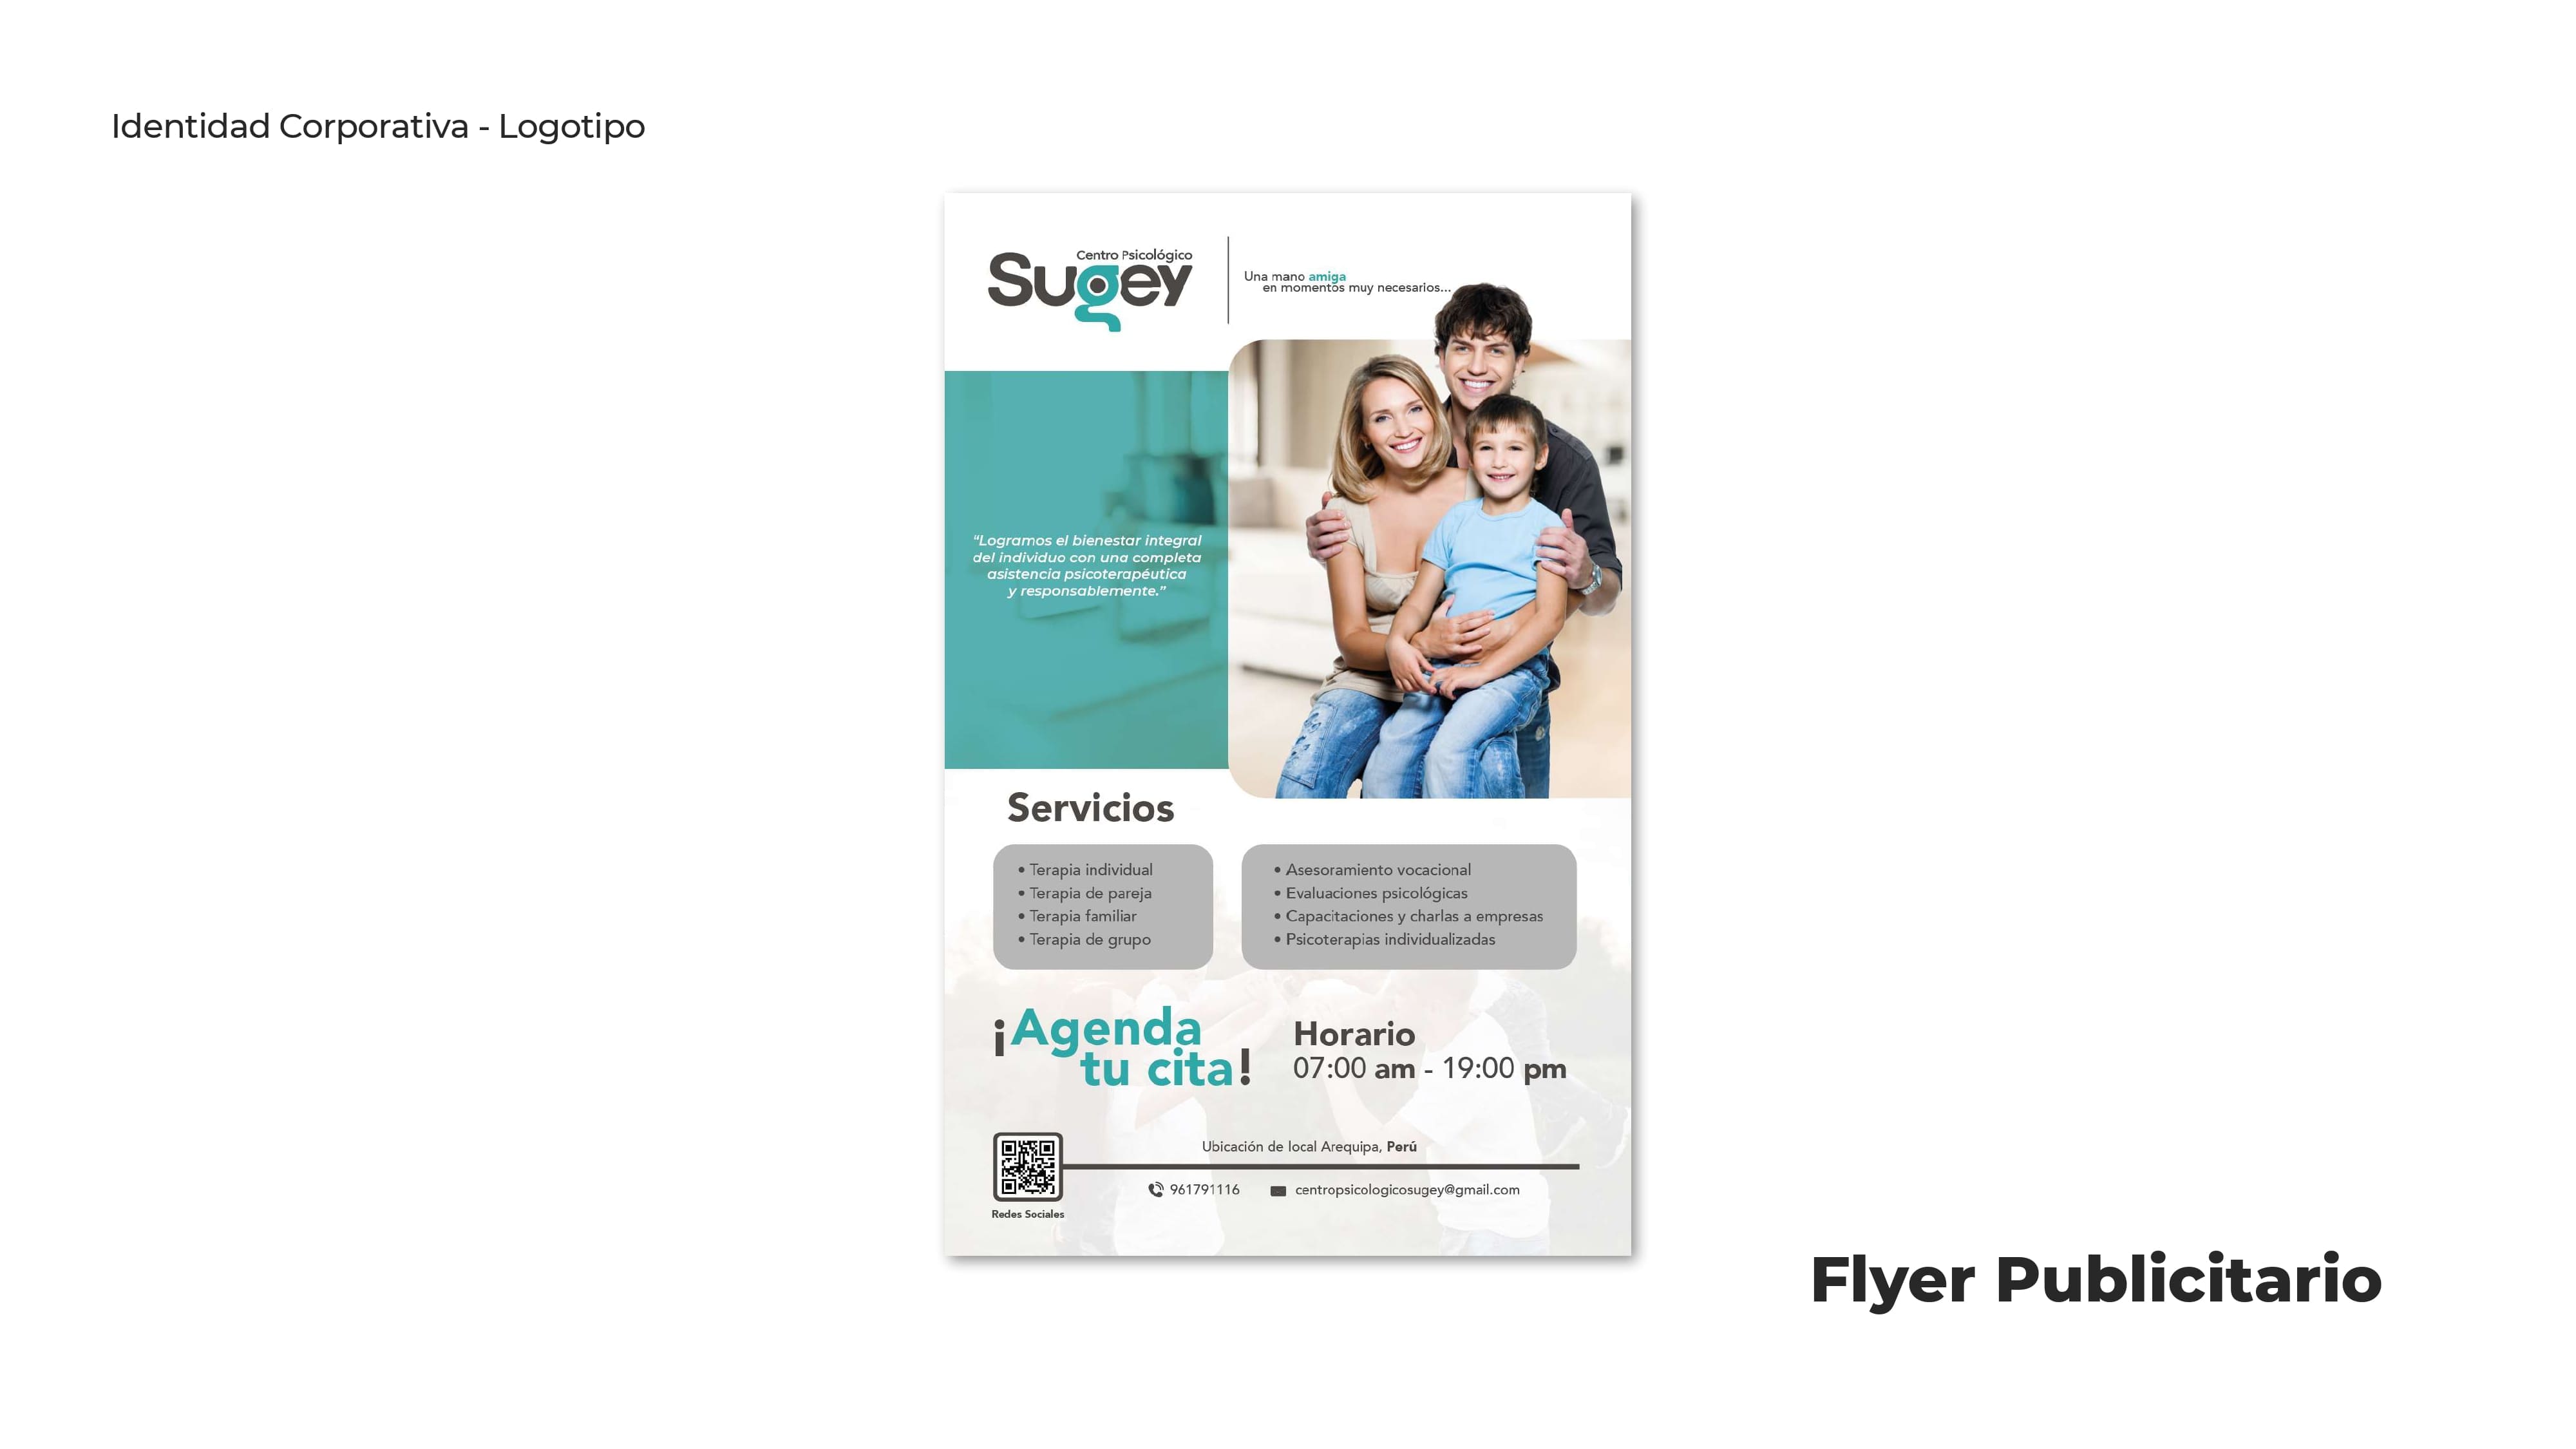 Identidad Corporativa - Logotipo
Centro Psicológico
Sugey
Una mano amiga
en momentos muy necesarios...
“Logramos el bienestar integral
del individuo con una completa
asistencia psicoterapéutica
y responsablemente.”
Servicios
• Terapia individual
• Terapia de pareja
• Terapia familiar
• Terapia de grupo
• Asesoramiento vocacional
• Evaluaciones psicológicas
• Capacitaciones y charlas a empresas
• Psicoterapias individualizadas
¡Agenda
tu cita!
Horario
07:00 am - 19:00 pm
Ubicación de local Arequipa, Perú
961791116 centropsicologicosugey@gmail.com
Redes Sociales
Flyer Publicitario